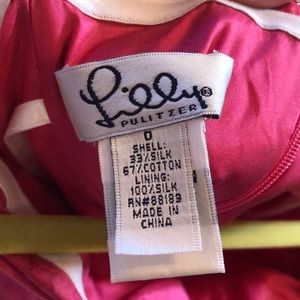 Lilly
PULITZER
0
SHELL:
33%SILK
67%COTTON
LINING:
100%SILK
RN#88189
MADE IN
CHINA